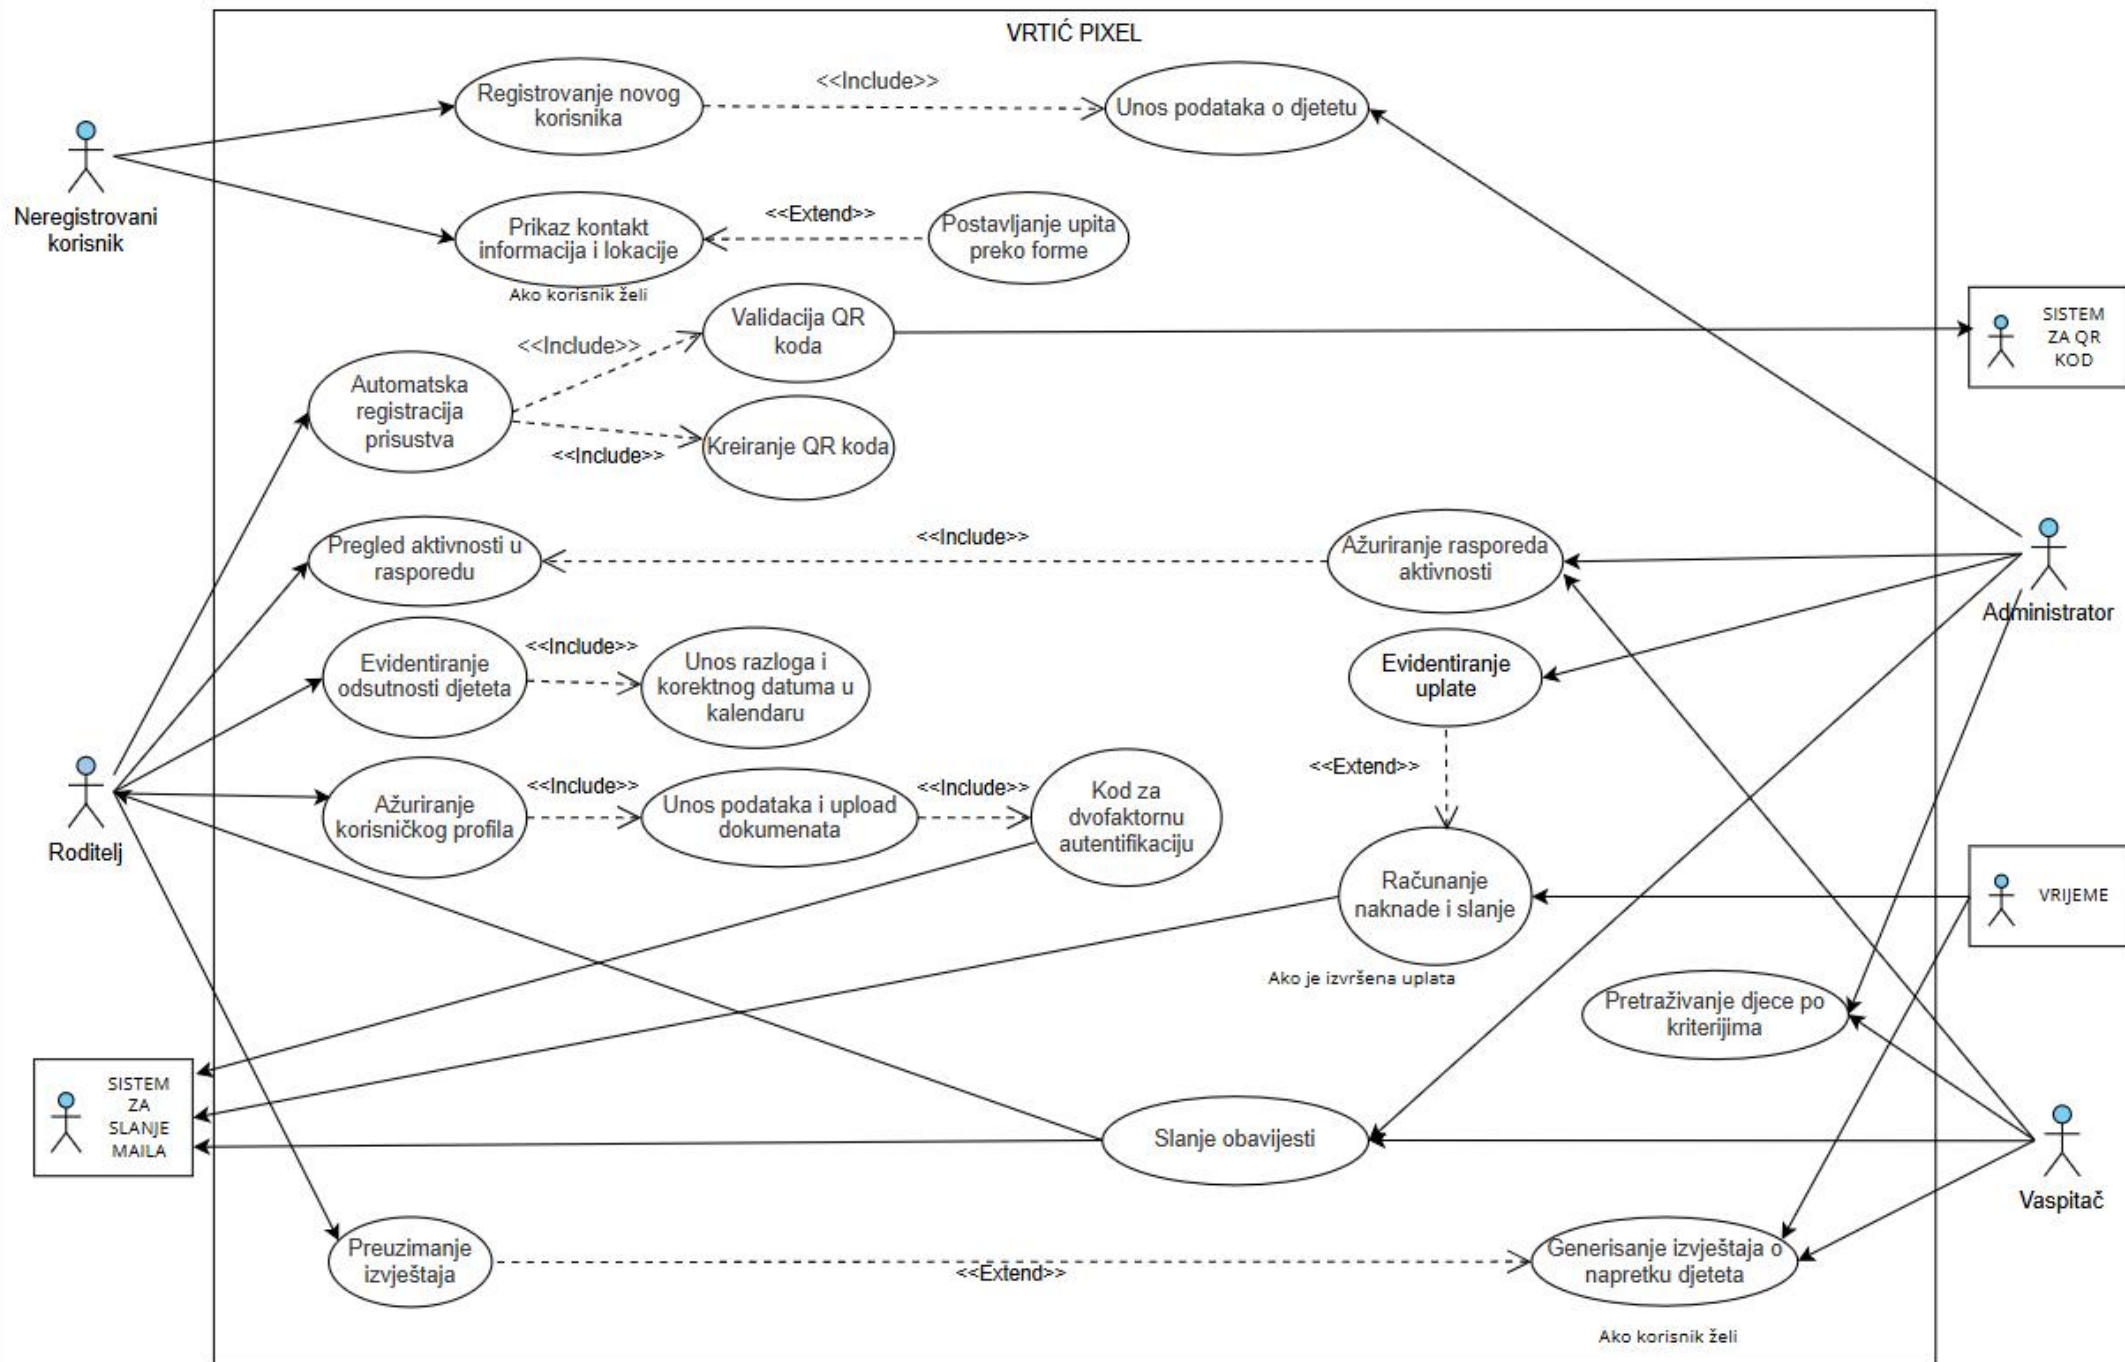 VRTIĆ PIXEL
Registrovanje novog
korisnika
<<Include>>
Unos podataka o djetetu
Neregistrovani
korisnik
Prikaz kontakt
informacija i lokacije
<<Extend>>
Postavljanje upita
preko forme
Ako korisnik želi
Validacija QR
koda
SISTEM
ZA QR
KOD
<<Include>>
Automatska
registracija
prisustva
<<Include>>
Kreiranje QR koda
Pregled aktivnosti u
rasporedu
<<Include>>
Ažuriranje rasporeda
aktivnosti
Administrator
Evidentiranje
odsutnosti djeteta
<<Include>>
Unos razloga i
korektnog datuma u
kalendaru
Evidentiranje
uplate
<<Extend>>
Roditelj
Ažuriranje
korisničkog profila
<<Include>>
Unos podataka i upload
dokumenata
<<Include>>
Kod za
dvofaktornu
autentifikaciju
Računanje
naknade i slanje
VRIJEME
Ako je izvršena uplata
Pretraživanje djece po
kriterijima
SISTEM
ZA
SLANJE
MAILA
Slanje obavijesti
Vaspitač
Preuzimanje
izvještaja
<<Extend>>
Generisanje izvještaja o
napretku djeteta
Ako korisnik želi